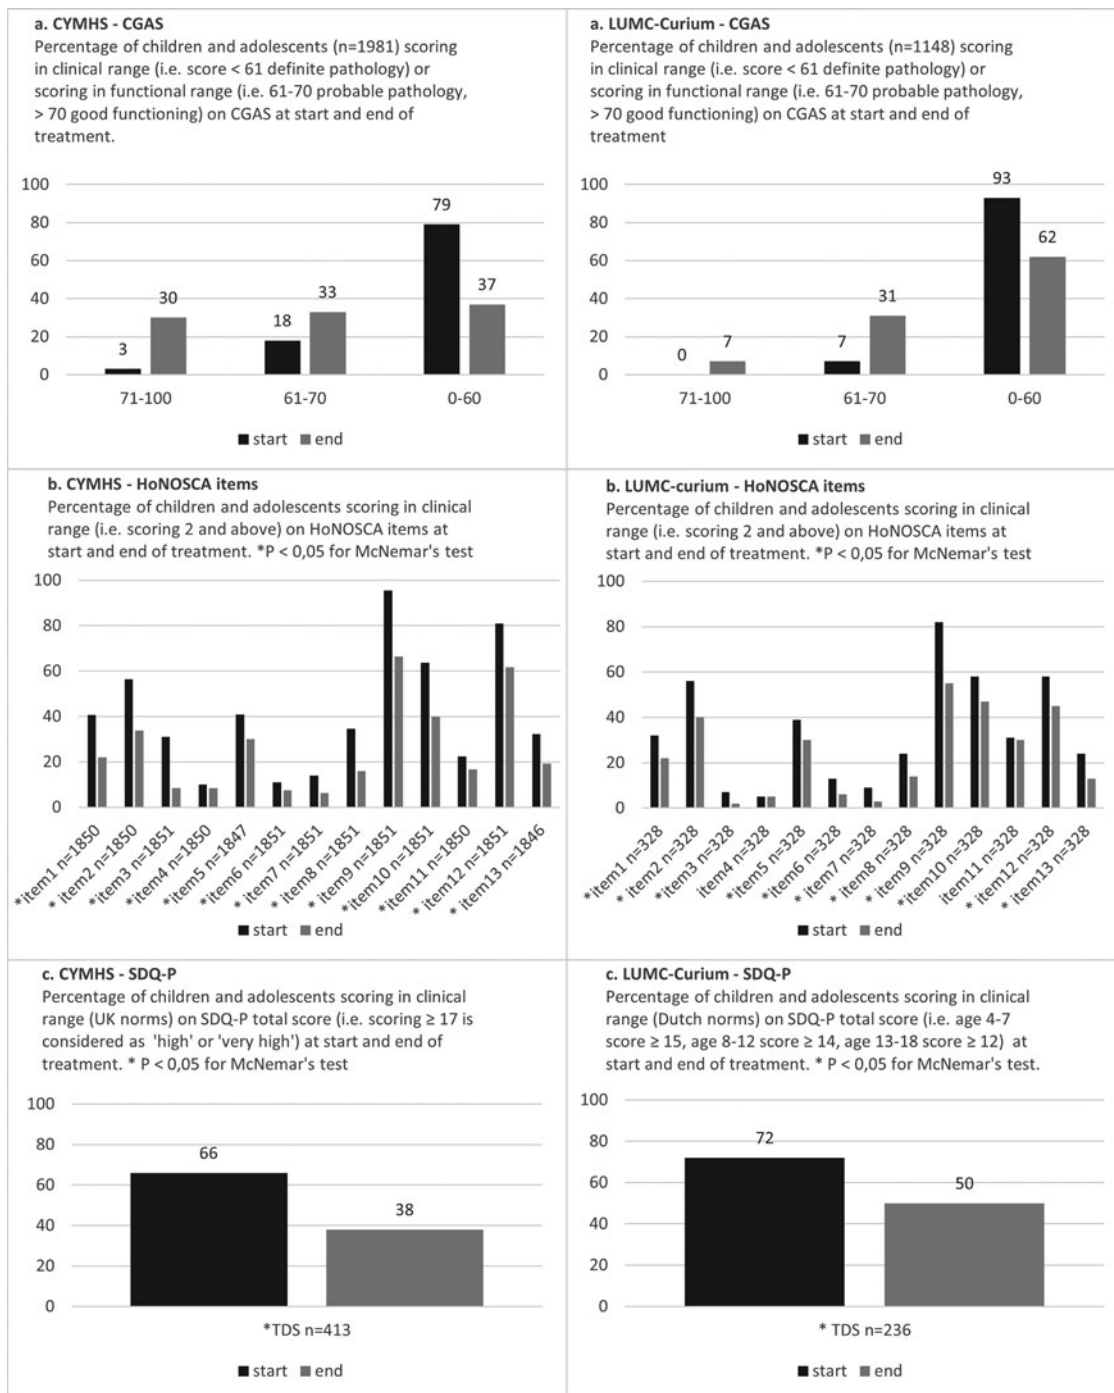 a. CYMHS - CGAS
Percentage of children and adolescents (n=1981) scoring
in clinical range (i.e. score < 61 definite pathology) or
scoring in functional range (i.e. 61-70 probable pathology,
> 70 good functioning) on CGAS at start and end of
treatment.
100
80
60
40
20
0
3
30
18
33
79
37
71-100
61-70
0-60
start end
a. LUMC-Curium - CGAS
Percentage of children and adolescents (n=1148) scoring
in clinical range (i.e. score < 61 definite pathology) or
scoring in functional range (i.e. 61-70 probable pathology,
> 70 good functioning) on CGAS at start and end of
treatment
100
80
60
40
20
0
0
7
7
31
93
62
71-100
61-70
0-60
start end
b. CYMHS - HoNOSCA items
Percentage of children and adolescents scoring in clinical
range (i.e. scoring 2 and above) on HoNOSCA items at
start and end of treatment. *P < 0,05 for McNemar's test
100
80
60
40
20
0
*item1 n=1850
* item2 n=1850
*item3 n=1851
*item4 n=1850
*item5 n=1847
*item6 n=1851
* item7 n=1851
* item8 n=1851
* item9 n=1851
*item10 n=1851
*item11 n=1850
* item12 n=1851
* item13 n=1846
start end
b. LUMC-curium - HoNOSCA items
Percentage of children and adolescents scoring in clinical
range (i.e. scoring 2 and above) on HoNOSCA items at
start and end of treatment. *P < 0,05 for McNemar's test
100
80
60
40
20
0
*item1 n=328
* item2 n=328
*item3 n=328
item4 n=328
*item5 n=328
*item6 n=328
* item7 n=328
* item8 n=328
* item9 n=328
*item10 n=328
item11 n=328
* item12 n=328
* item13 n=328
start end
c. CYMHS - SDQ-P
Percentage of children and adolescents scoring in clinical
range (UK norms) on SDQ-P total score (i.e. scoring ≥ 17 is
considered as 'high' or 'very high') at start and end of
treatment. * P < 0,05 for McNemar's test
100
80
60
40
20
0
66
38
*TDS n=413
start end
c. LUMC-Curium - SDQ-P
Percentage of children and adolescents scoring in clinical
range (Dutch norms) on SDQ-P total score (i.e. age 4-7
score ≥ 15, age 8-12 score ≥ 14, age 13-18 score ≥ 12) at
start and end of treatment. * P < 0,05 for McNemar's test.
100
80
60
40
20
0
72
50
* TDS n=236
start end